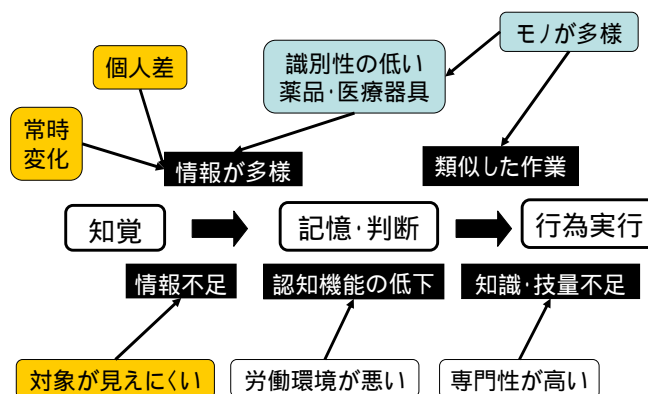 モノが多様
個人差
識別性の低い
薬品・医療器具
常時
変化
情報が多様
類似した作業
知覚
記憶・判断
行為実行
情報不足
認知機能の低下
知識・技量不足
対象が見えにくい
労働環境が悪い
専門性が高い